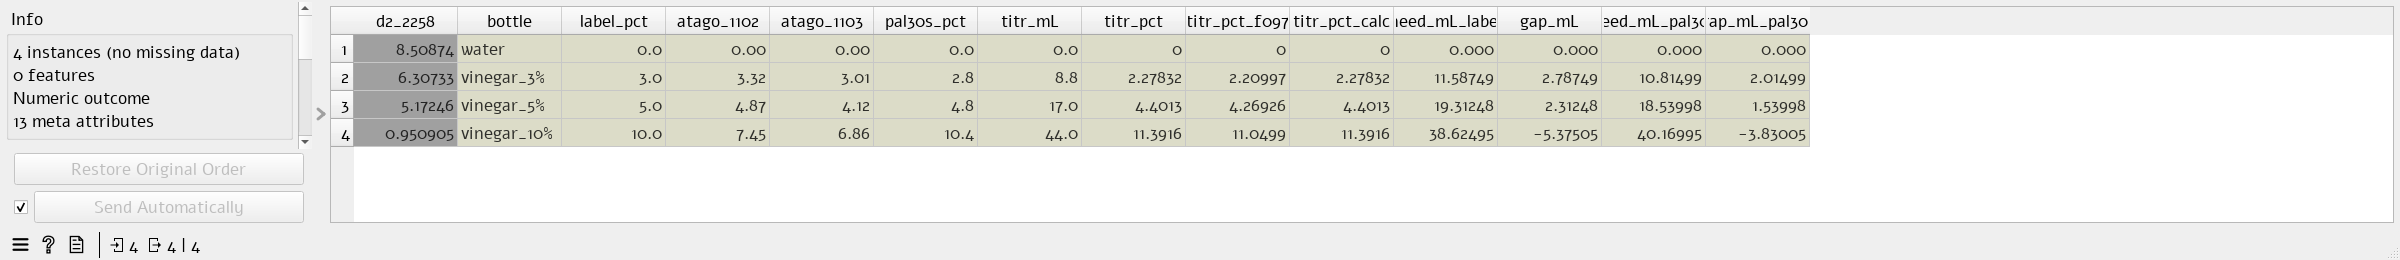 Info
4 instances (no missing data)
0 features
Numeric outcome
13 meta attributes
Restore Original Order
Send Automatically
4 4 | 4
d2_2258 bottle label_pct atago_1102 atago_1103 pal30s_pct titr_mL titr_pct titr_pct_f097 titr_pct_calc need_mL_labe gap_mL eed_mL_pal30 ap_mL_pal30
1 8.50874 water 0.0 0.00 0.00 0.0 0.0 0 0 0 0.000 0.000 0.000 0.000
2 6.30733 vinegar_3% 3.0 3.32 3.01 2.8 8.8 2.27832 2.20997 2.27832 11.58749 2.78749 10.81499 2.01499
3 5.17246 vinegar_5% 5.0 4.87 4.12 4.8 17.0 4.4013 4.26926 4.4013 19.31248 2.31248 18.53998 1.53998
4 0.950905 vinegar_10% 10.0 7.45 6.86 10.4 44.0 11.3916 11.0499 11.3916 38.62495 -5.37505 40.16995 -3.83005